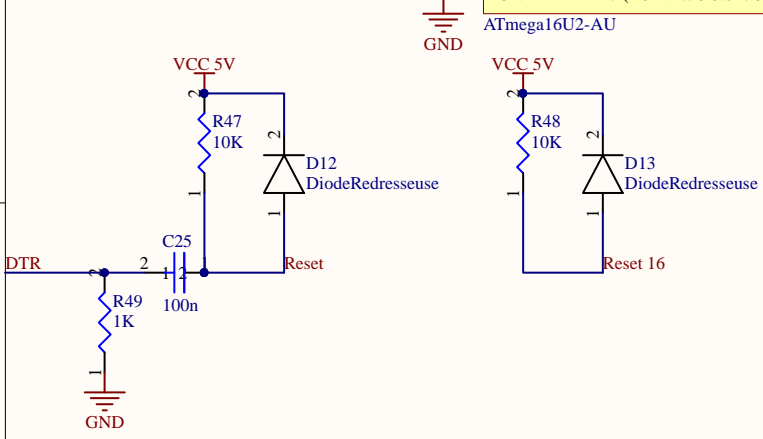 ATmega16U2-AU
GND
VCC 5V
VCC 5V
2
R47
10K
1
2
D12
DiodeRedresseuse
1
2
R48
10K
1
2
D13
DiodeRedresseuse
1
C25
DTR
2
1 2
1
Reset
Reset 16
100n
2
R49
1K
1
GND